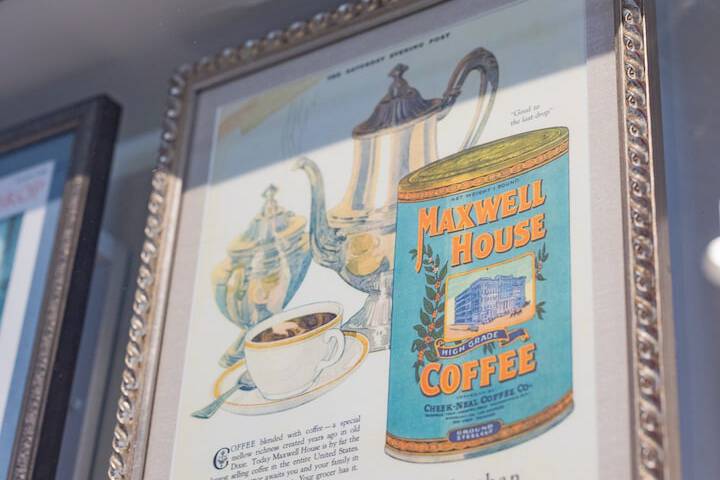 THE SATURDAY EVENING POST
"Good to
the last drop"
NET WEIGHT 1 POUND
MAXWELL
HOUSE
HIGH GRADE
COFFEE
CHEEK-NEAL COFFEE CO.
GROUND
COFFEE blended with coffee — a special
mellow richness created years ago in old
Dixie. Today Maxwell House is by far the
selling coffee in the entire United States.
awaits you and your family in
Your grocer has it.